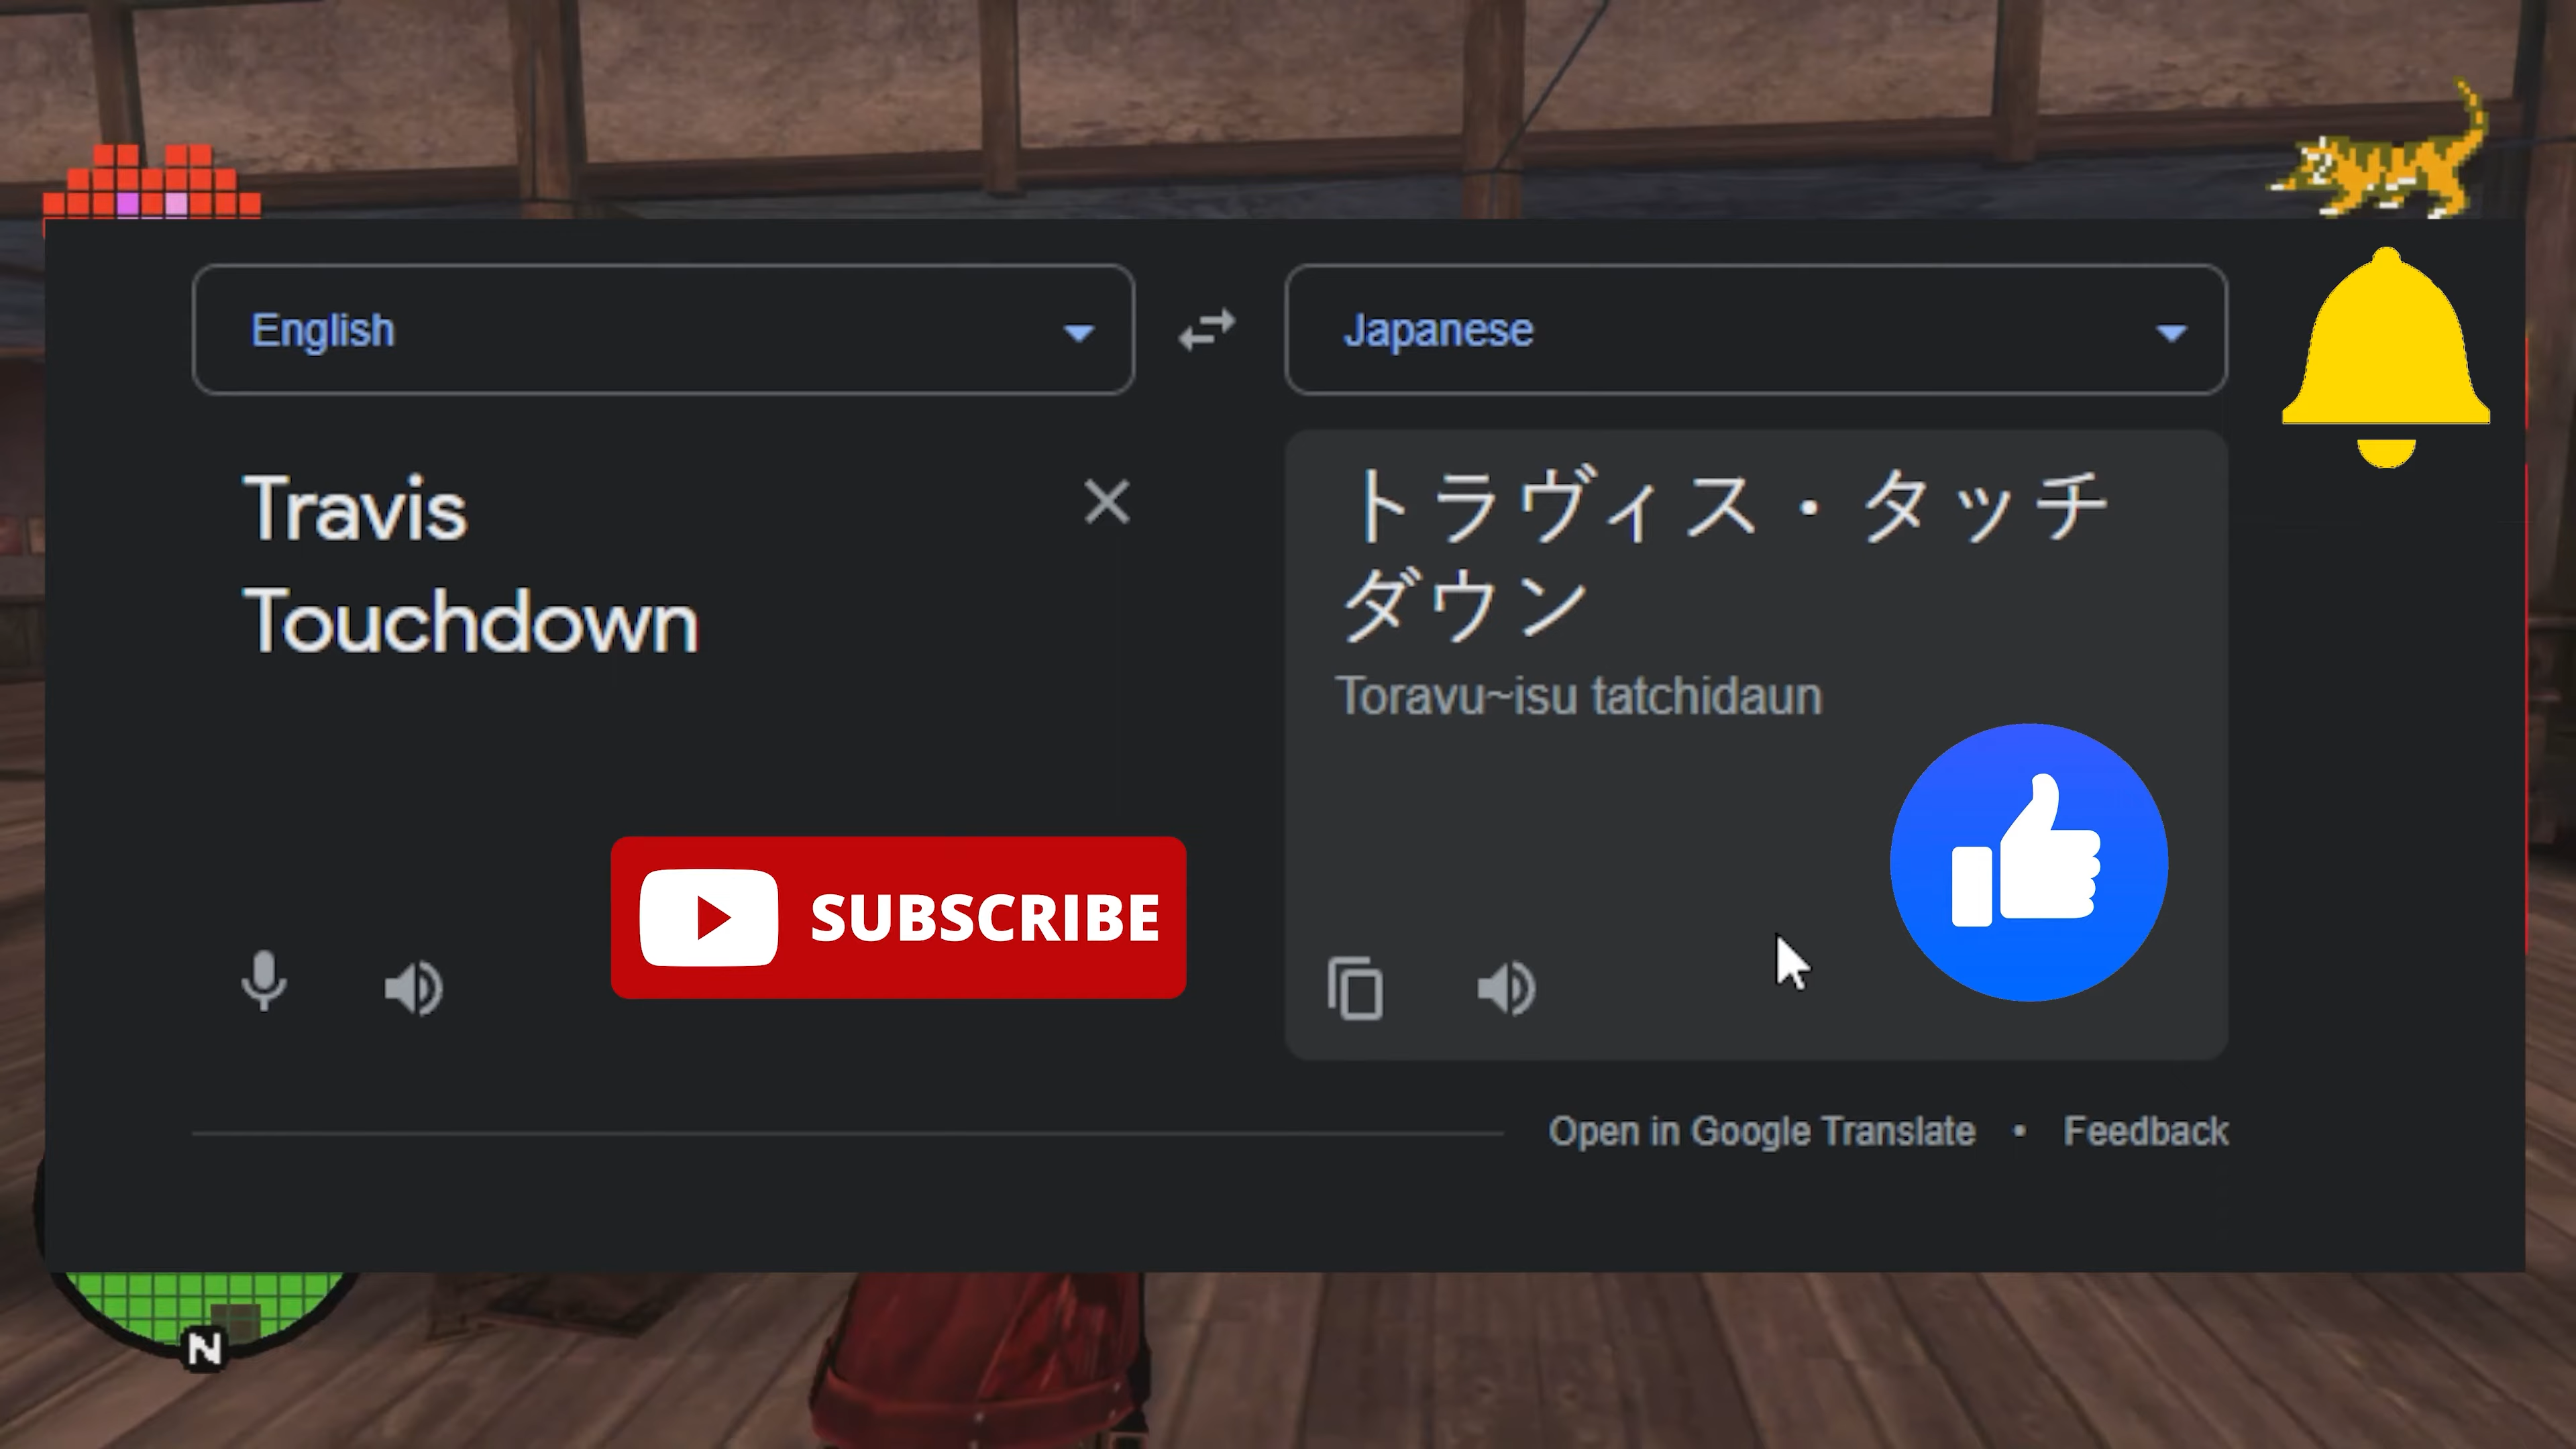 English
Japanese
Travis
Touchdown
トラヴィス・タッチ
ダウン
Toravu~isu tatchidaun
SUBSCRIBE
Open in Google Translate • Feedback
N